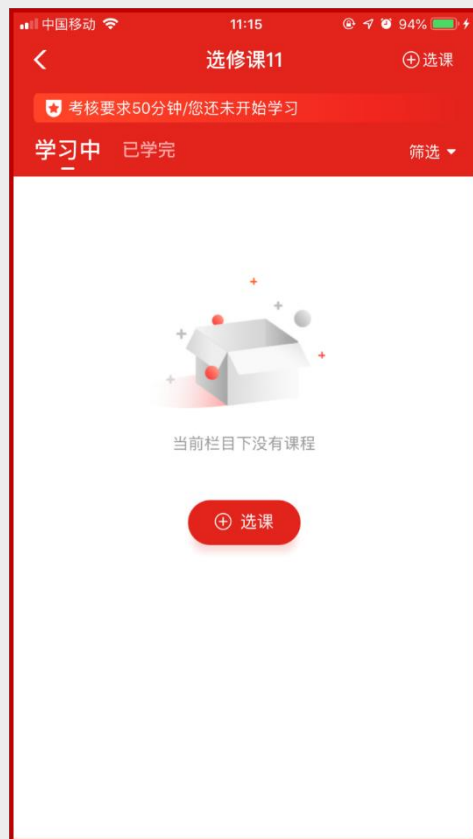 中国移动 11:15 94%
选修课11 选课
考核要求50分钟/您还未开始学习
学习中 已学完 筛选
当前栏目下没有课程
选课